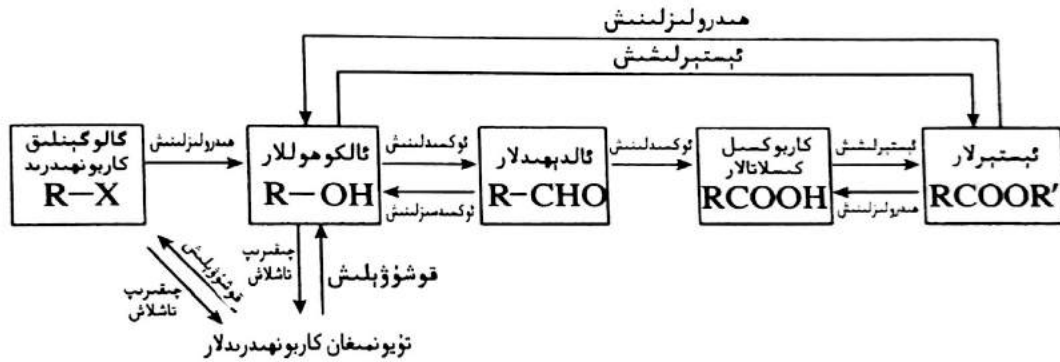 ھىدرولىزلىنىش
ئېستېرلىشىش
گالوگېنلىق
كاربونھىدرىد
R—X
ھىدرولىزلىنىش
ئالكوھوللار
R—OH
ئوكسىدلىنىش
ئوكسىدسىزلىنىش
ئالدېھىدلار
R—CHO
ئوكسىدلىنىش
كاربوكسىل
كىسلاتالار
RCOOH
ئېستېرلىشىش
ھىدرولىزلىنىش
ئېستېرلار
RCOOR′
قوشۇۋېلىش
چىقىرىپ
تاشلاش
چىقىرىپ
تاشلاش
قوشۇۋېلىش
تۇيونمىغان كاربونھىدرىدلار